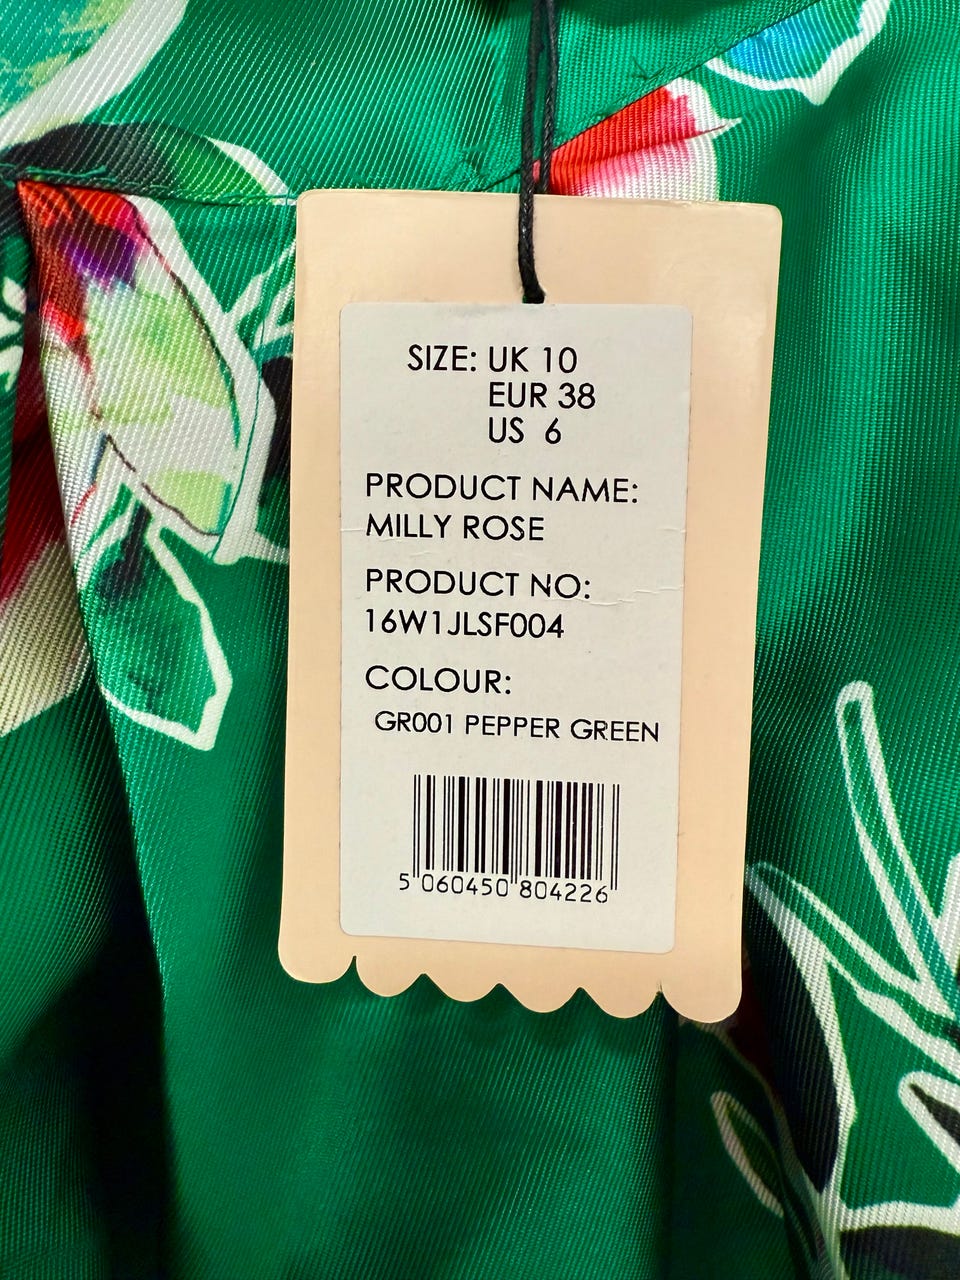 SIZE: UK 10
EUR 38
US 6
PRODUCT NAME:
MILLY ROSE
PRODUCT NO:
16W1JLSF004
COLOUR:
GR001 PEPPER GREEN
5 060450 804226